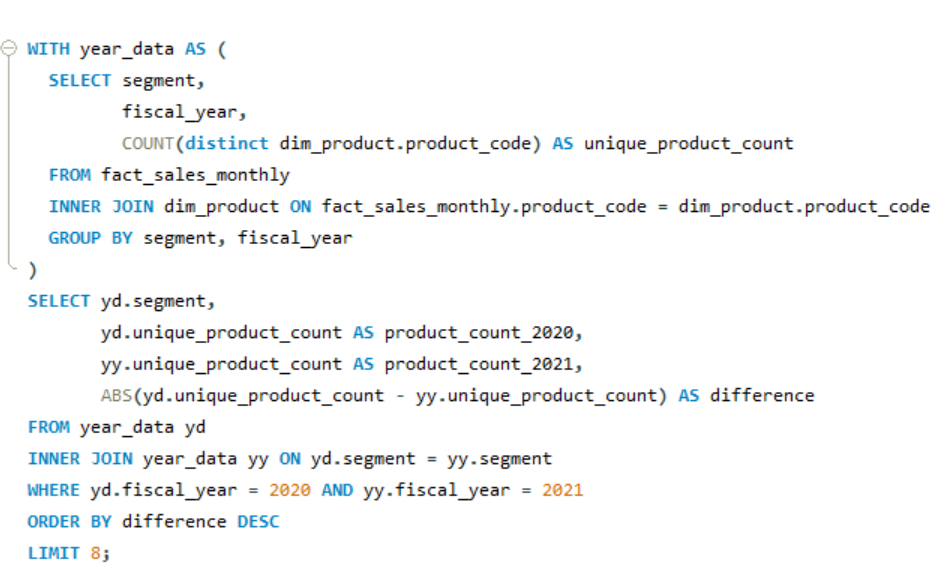 WITH year_data AS (
SELECT segment,
fiscal_year,
COUNT(distinct dim_product.product_code) AS unique_product_count
FROM fact_sales_monthly
INNER JOIN dim_product ON fact_sales_monthly.product_code = dim_product.product_code
GROUP BY segment, fiscal_year
)
SELECT yd.segment,
yd.unique_product_count AS product_count_2020,
yy.unique_product_count AS product_count_2021,
ABS(yd.unique_product_count - yy.unique_product_count) AS difference
FROM year_data yd
INNER JOIN year_data yy ON yd.segment = yy.segment
WHERE yd.fiscal_year = 2020 AND yy.fiscal_year = 2021
ORDER BY difference DESC
LIMIT 8;